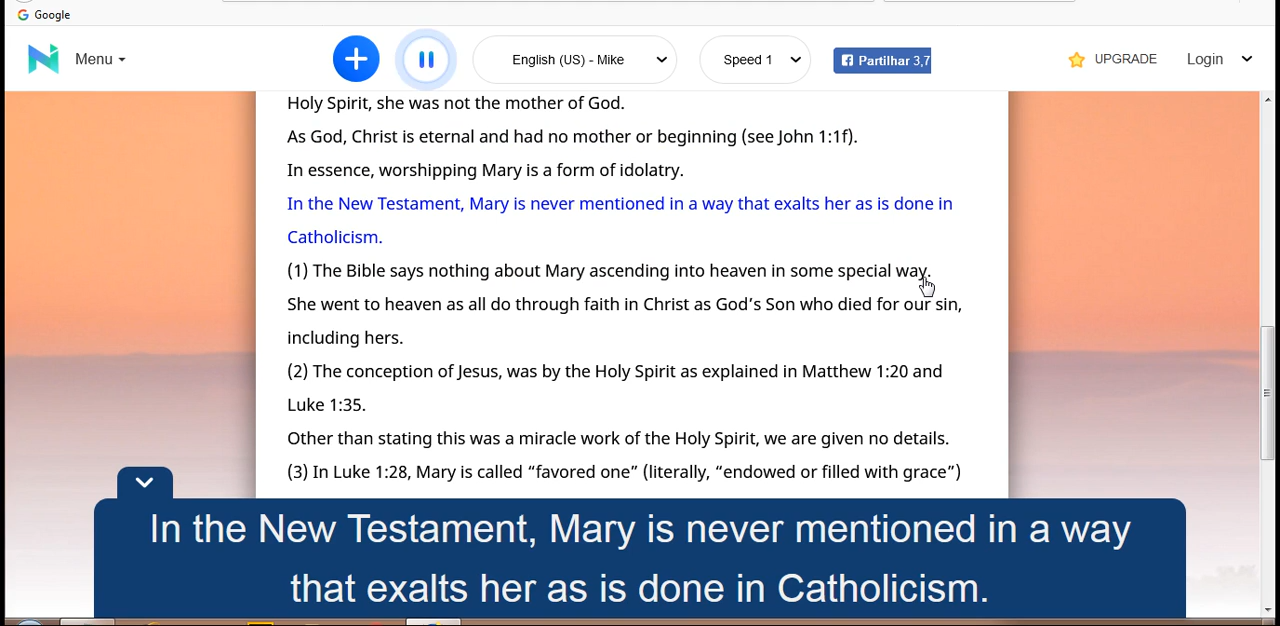 Google
Menu
English (US) - Mike
Speed 1
Partilhar 3,7
UPGRADE
Login
Holy Spirit, she was not the mother of God.
As God, Christ is eternal and had no mother or beginning (see John 1:1f).
In essence, worshipping Mary is a form of idolatry.
In the New Testament, Mary is never mentioned in a way that exalts her as is done in
Catholicism.
(1) The Bible says nothing about Mary ascending into heaven in some special way.
She went to heaven as all do through faith in Christ as God’s Son who died for our sin,
including hers.
(2) The conception of Jesus, was by the Holy Spirit as explained in Matthew 1:20 and
Luke 1:35.
Other than stating this was a miracle work of the Holy Spirit, we are given no details.
(3) In Luke 1:28, Mary is called “favored one” (literally, “endowed or filled with grace”)
In the New Testament, Mary is never mentioned in a way
that exalts her as is done in Catholicism.